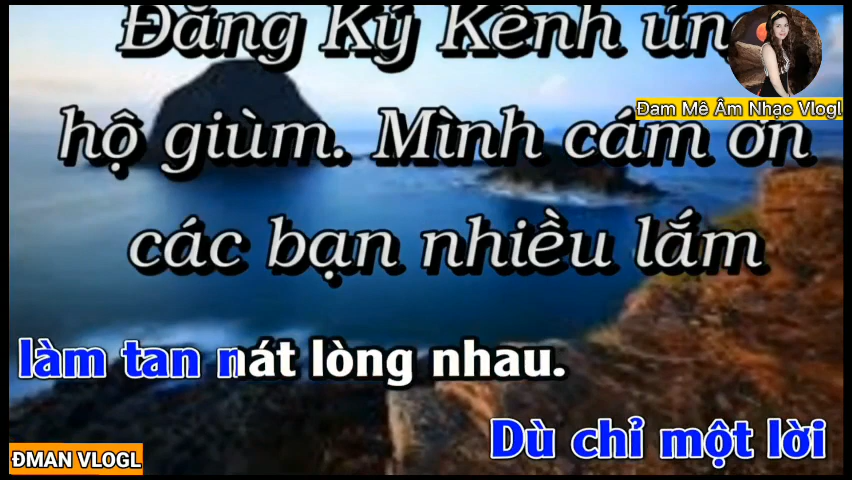 Đăng Ký Kênh ủng
Đam Mê Âm Nhạc Vlogl
hộ giùm. Mình cám ơn
các bạn nhiều lắm
làm tan nát lòng nhau.
Dù chỉ một lời
ĐMAN VLOGL